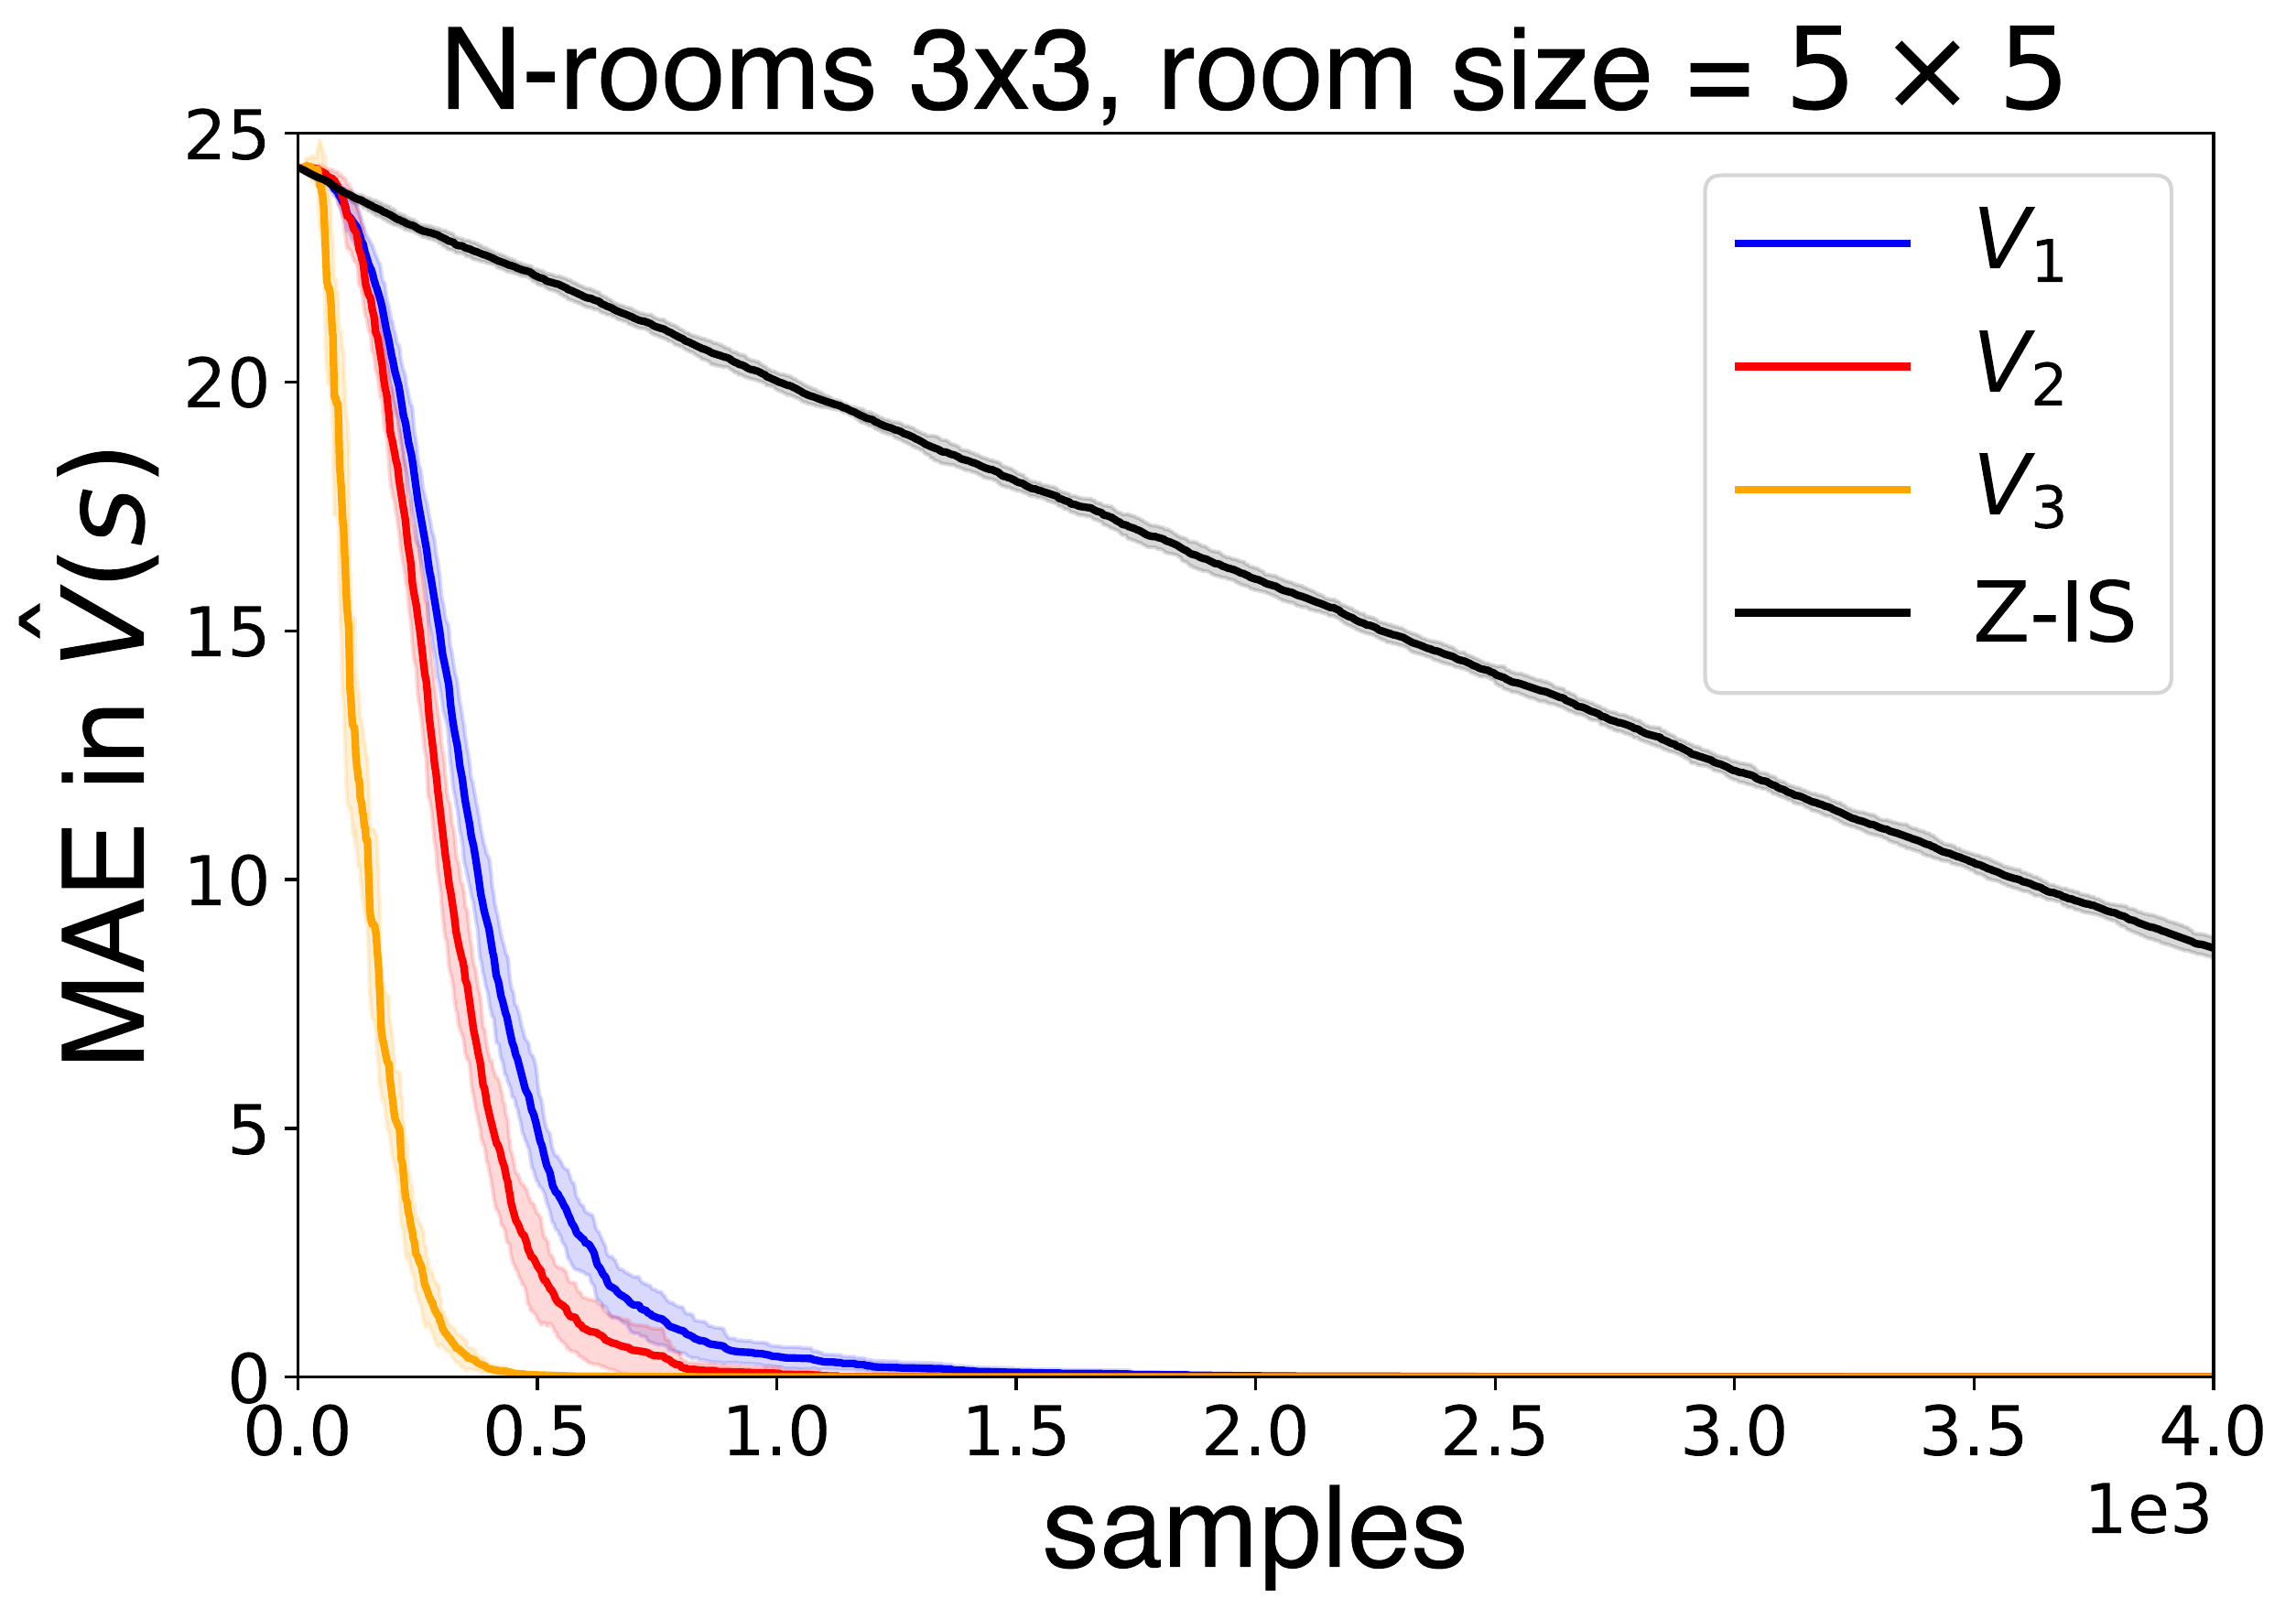 N-rooms 3x3, room size = 5 × 5
MAE in V̂(s)
25
20
15
10
5
0
V₁
V₂
V₃
Z-IS
0.0 0.5 1.0 1.5 2.0 2.5 3.0 3.5 4.0
1e3
samples